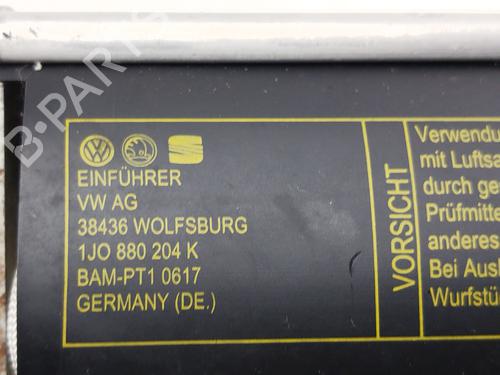 B-PARTS
EINFÜHRER
VW AG
38436 WOLFSBURG
1JO 880 204 K
BAM-PT1 0617
GERMANY (DE.)
VORSICHT
Verwendu
mit Luftsa
durch ge
Prüfmitte
anderes
Bei Ausl
Wurfstü